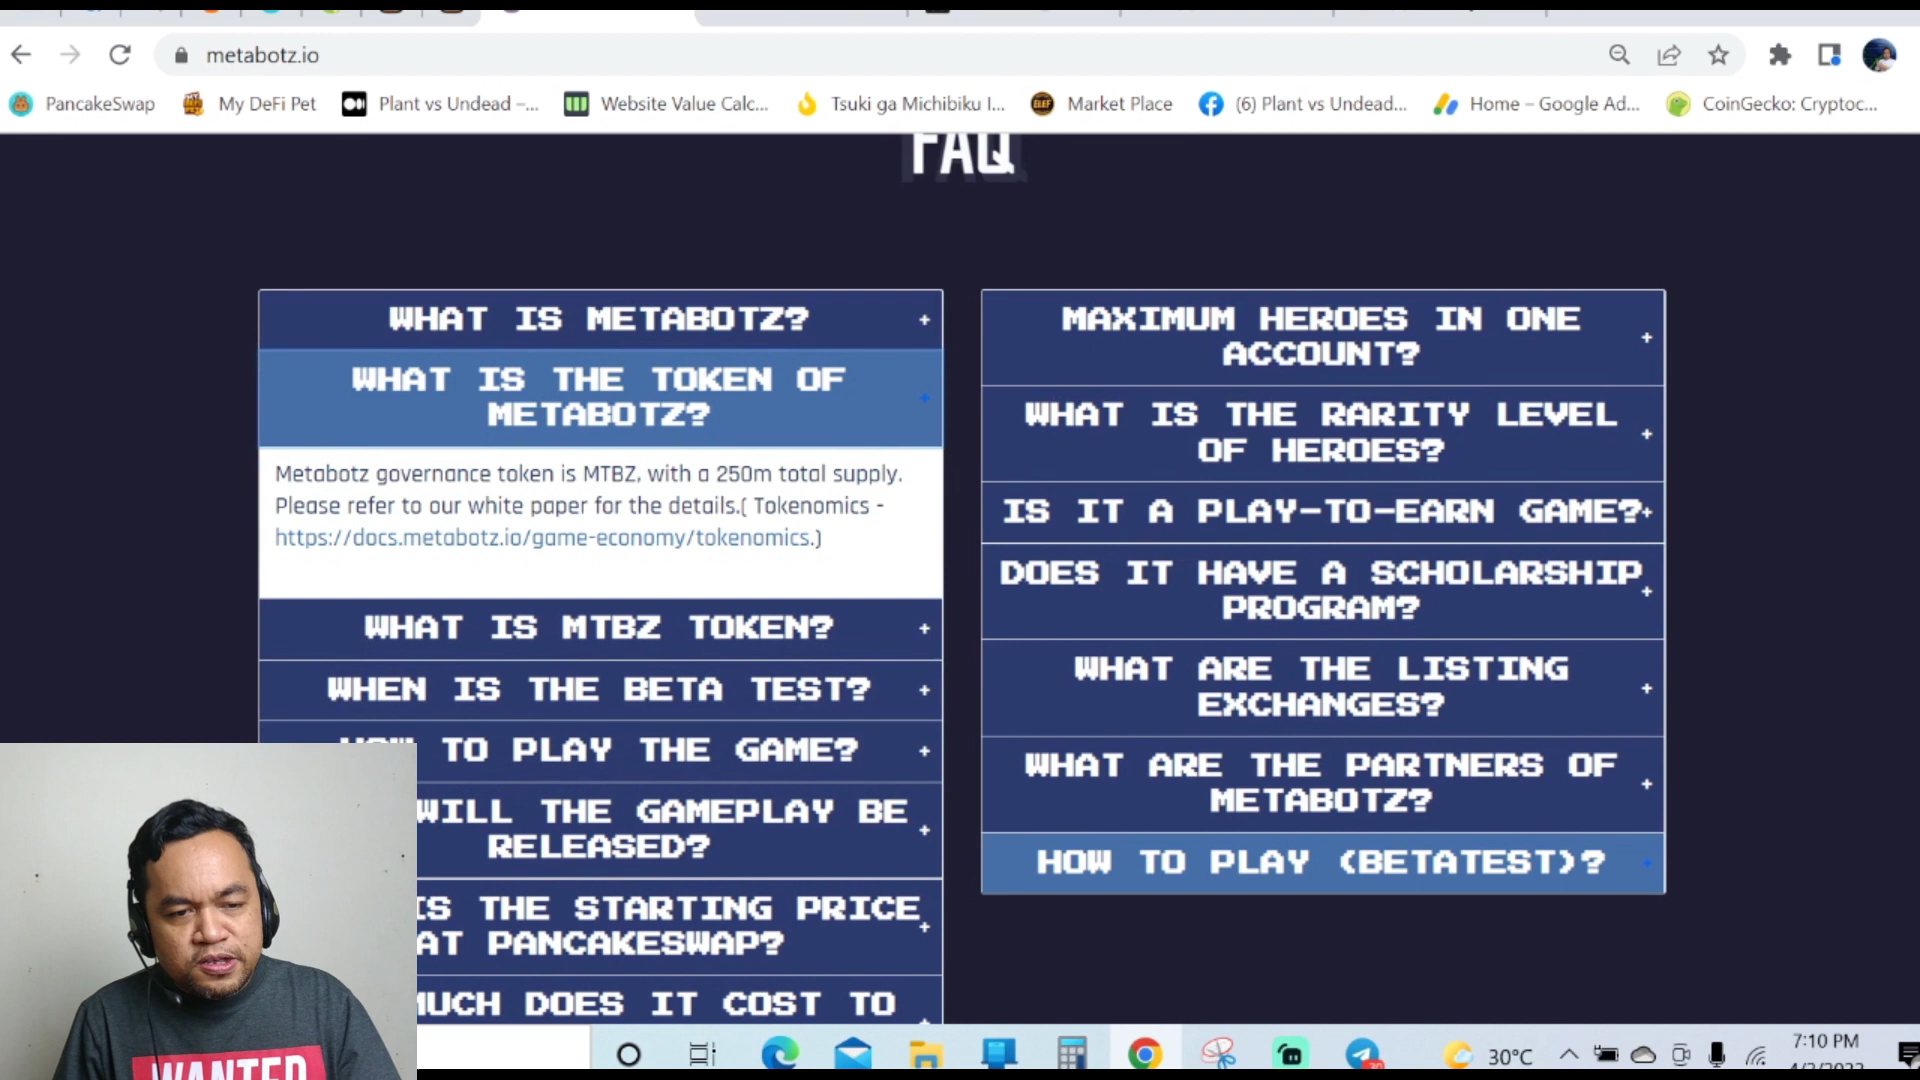 metabotz.io
PancakeSwap
My DeFi Pet
Plant vs Undead –...
Website Value Calc...
Tsuki ga Michibiku I...
Market Place
(6) Plant vs Undead...
Home – Google Ad...
CoinGecko: Cryptoc...
FAQ
WHAT IS METABOTZ? +
WHAT IS THE TOKEN OF
METABOTZ? +
Metabotz governance token is MTBZ, with a 250m total supply.
Please refer to our white paper for the details.( Tokenomics -
https://docs.metabotz.io/game-economy/tokenomics.)
WHAT IS MTBZ TOKEN? +
WHEN IS THE BETA TEST? +
TO PLAY THE GAME? +
WILL THE GAMEPLAY BE
RELEASED? +
IS THE STARTING PRICE
AT PANCAKESWAP? +
MUCH DOES IT COST TO
MAXIMUM HEROES IN ONE
ACCOUNT? +
WHAT IS THE RARITY LEVEL
OF HEROES? +
IS IT A PLAY-TO-EARN GAME? +
DOES IT HAVE A SCHOLARSHIP
PROGRAM? +
WHAT ARE THE LISTING
EXCHANGES? +
WHAT ARE THE PARTNERS OF
METABOTZ? +
HOW TO PLAY (BETATEST)? +
WANTED
30°C
7:10 PM